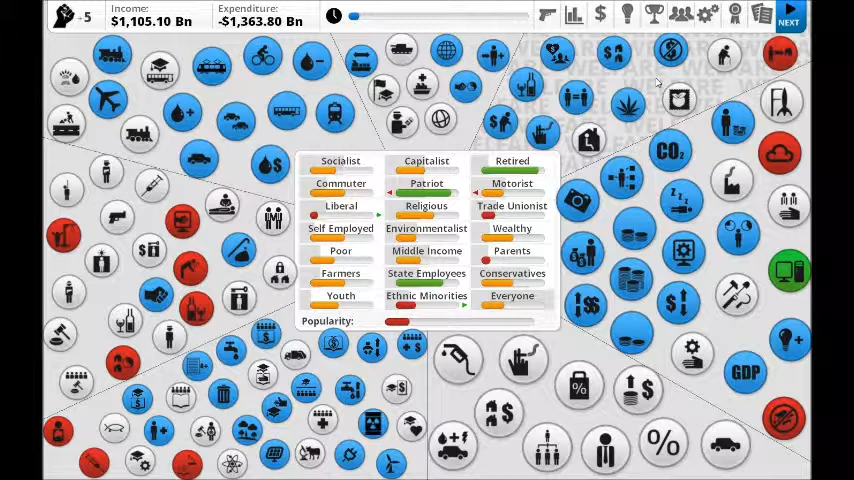 +5
Income:
$1,105.10 Bn
Expenditure:
-$1,363.80 Bn
NEXT
WELFARE
Socialist Capitalist Retired
Commuter Patriot Motorist
Liberal Religious Trade Unionist
Self Employed Environmentalist Wealthy
Poor Middle Income Parents
Farmers State Employees Conservatives
Youth Ethnic Minorities Everyone
Popularity:
CO2
GDP